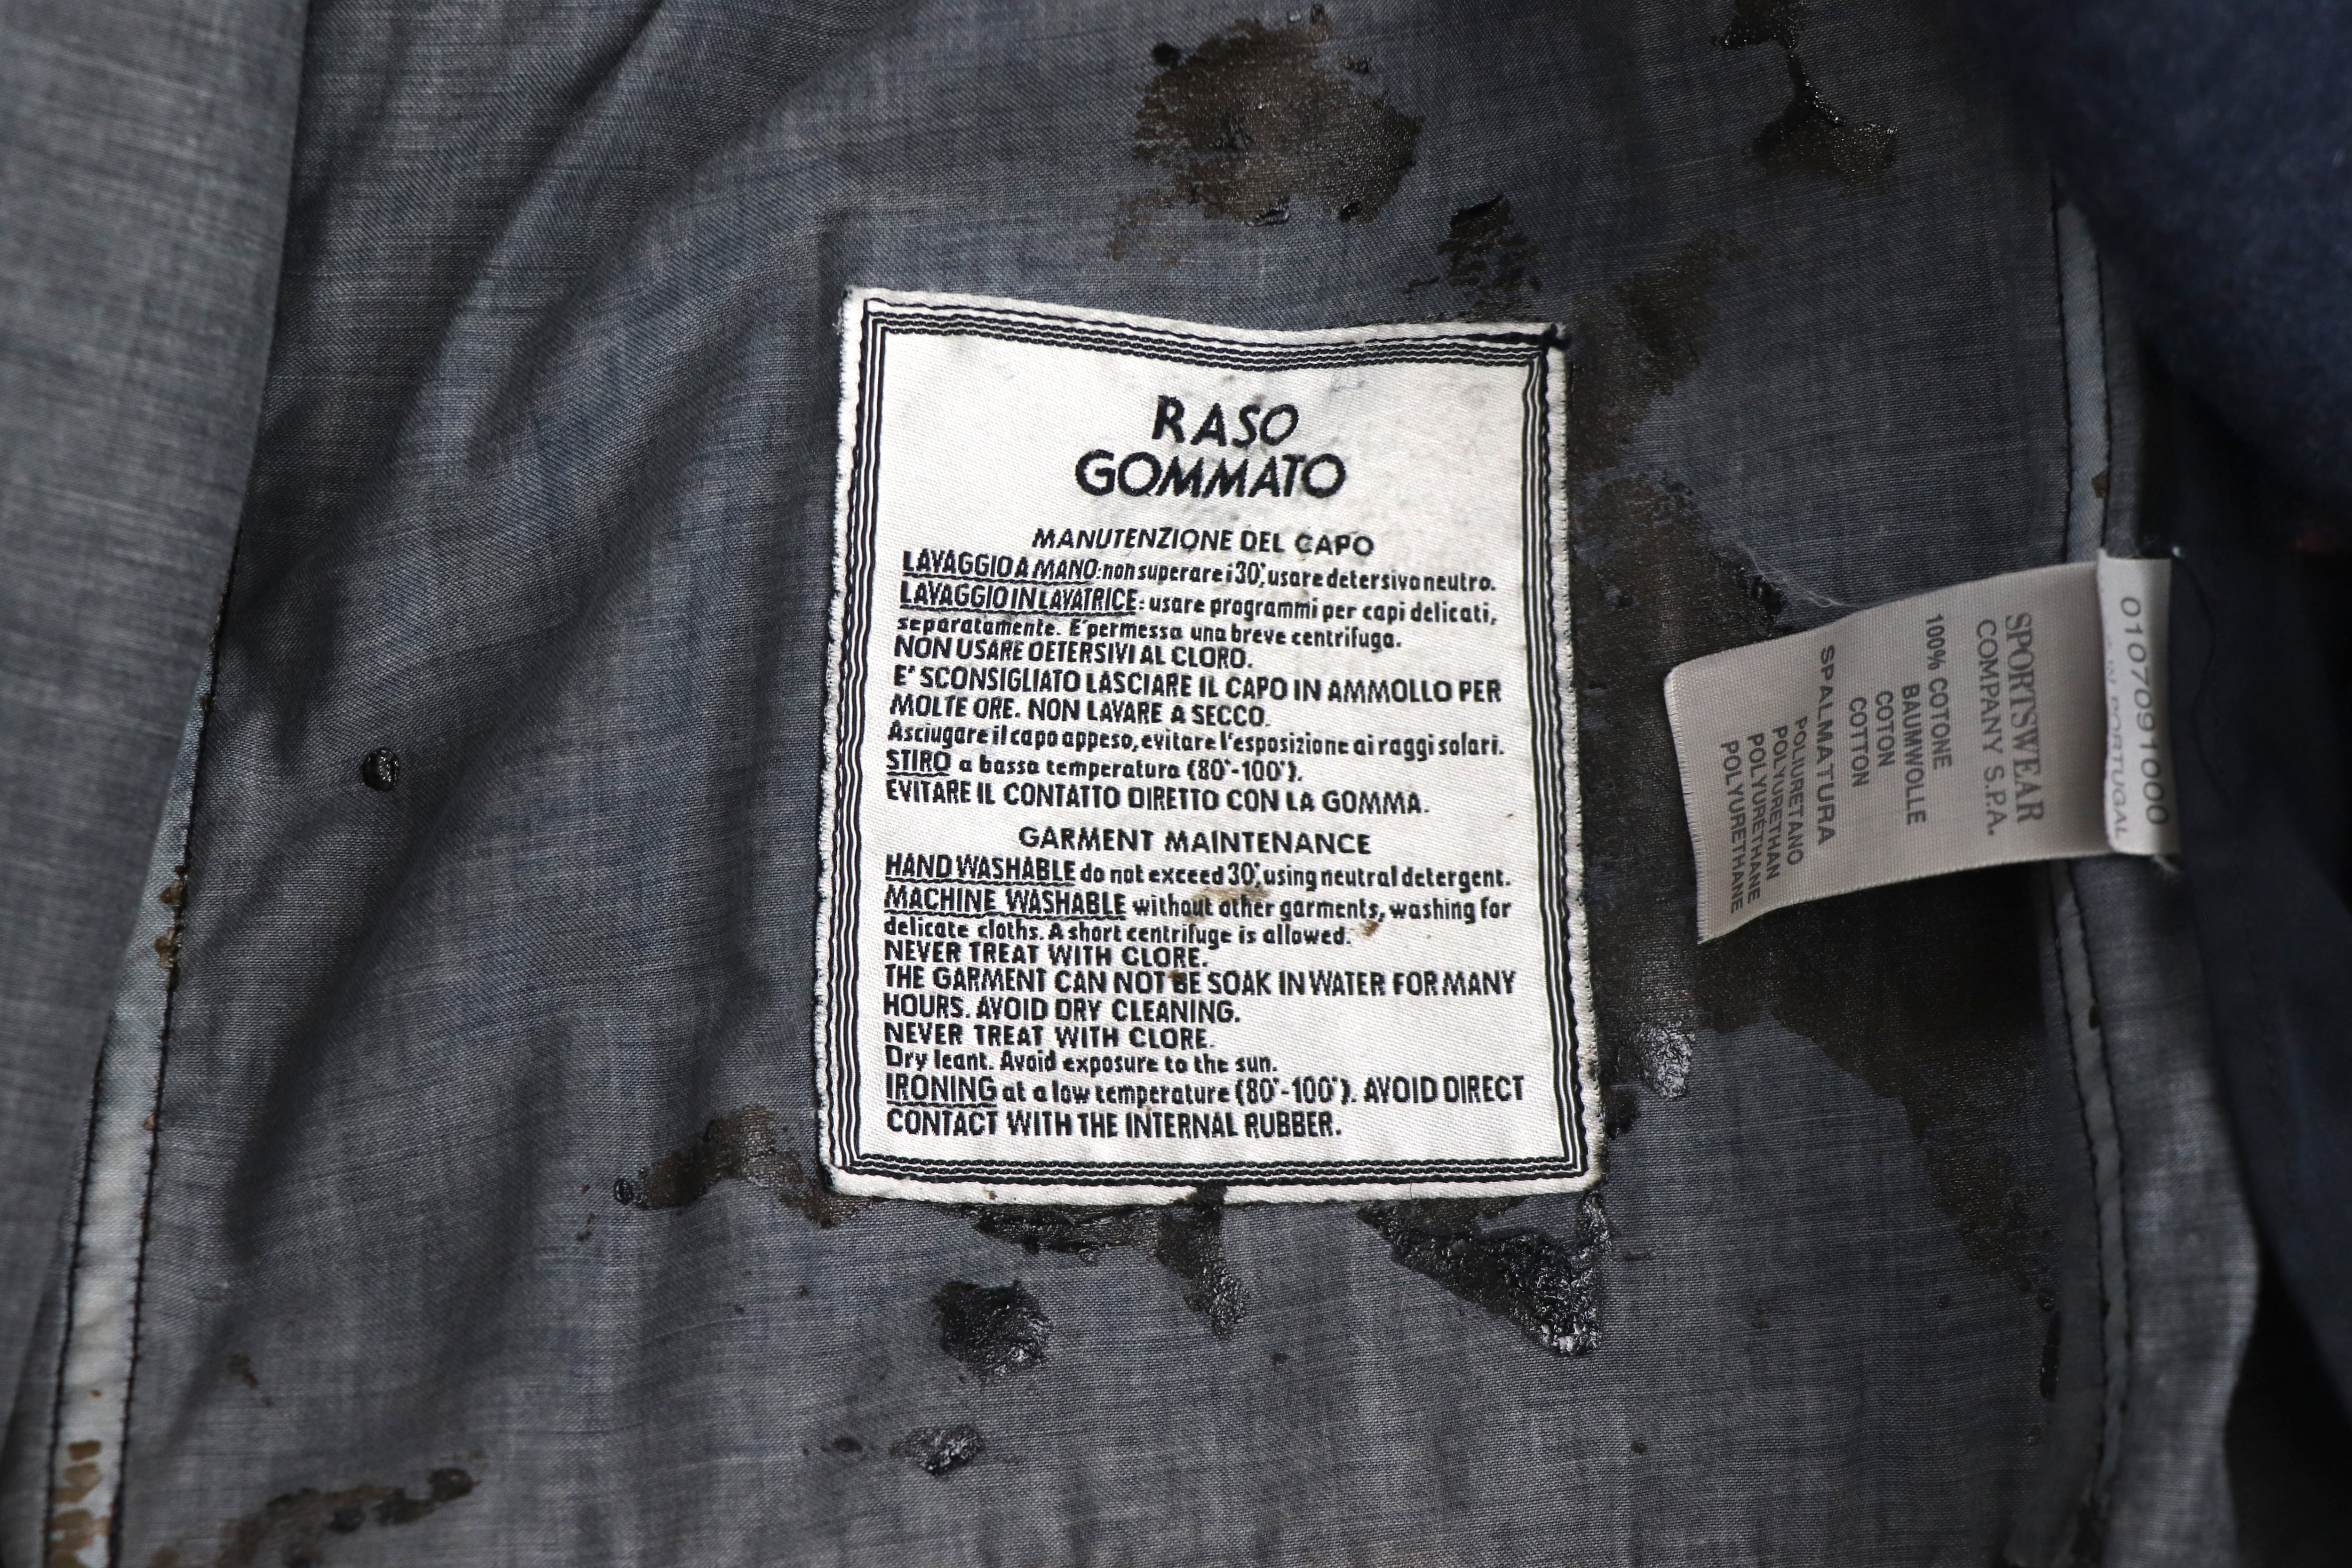 RASO
GOMMATO
MANUTENZIONE DEL CAPO
LAVAGGIO A MANO: non superare i 30°, usare detersivo neutro.
LAVAGGIO IN LAVATRICE: usare programmi per capi delicati,
separatamente. E' permessa una breve centrifuga.
NON USARE DETERSIVI AL CLORO.
E' SCONSIGLIATO LASCIARE IL CAPO IN AMMOLLO PER
MOLTE ORE. NON LAVARE A SECCO.
Asciugare il capo appeso, evitare l'esposizione ai raggi solari.
STIRO a bassa temperatura (80°-100°).
EVITARE IL CONTATTO DIRETTO CON LA GOMMA.
GARMENT MAINTENANCE
HAND WASHABLE do not exceed 30°, using neutral detergent.
MACHINE WASHABLE without other garments, washing for
delicate cloths. A short centrifuge is allowed.
NEVER TREAT WITH CLORE.
THE GARMENT CAN NOT BE SOAK IN WATER FOR MANY
HOURS. AVOID DRY CLEANING.
NEVER TREAT WITH CLORE.
Dry leant. Avoid exposure to the sun.
IRONING at a low temperature (80°-100°). AVOID DIRECT
CONTACT WITH THE INTERNAL RUBBER.
SPORTSWEAR
COMPANY S.P.A.
100% COTONE
BAUMWOLLE
COTON
COTTON
SPALMATURA
POLIURETANO
POLYURETHAN
POLYURÉTHANE
POLYURETHANE
0107091000
PORTUGAL